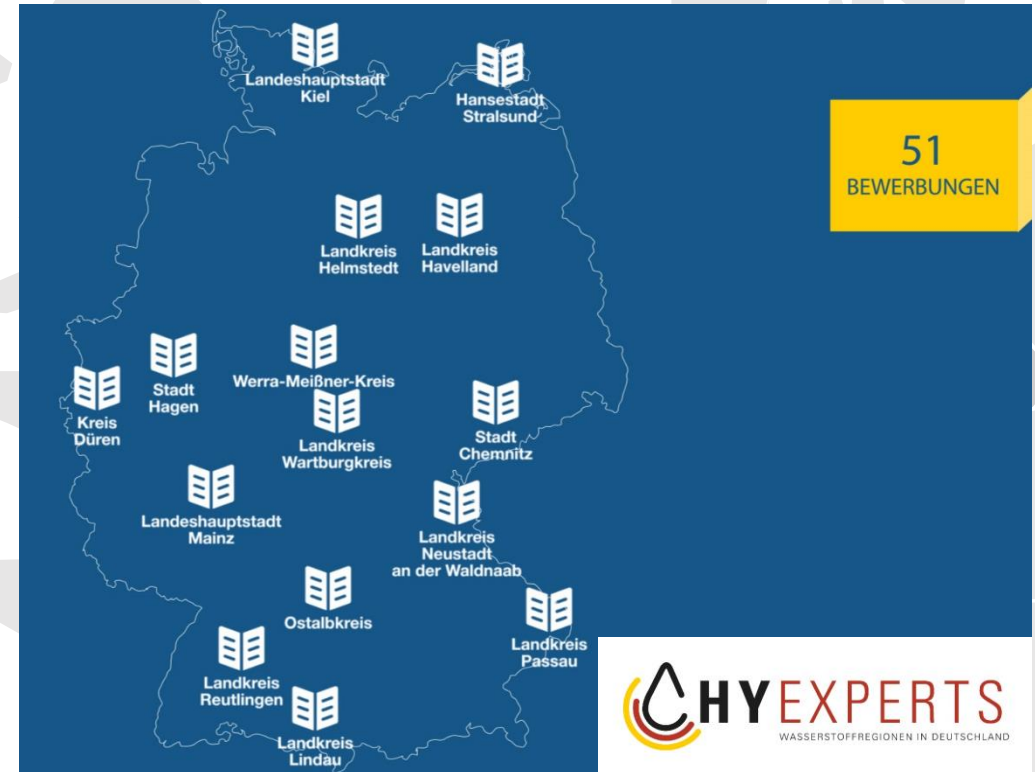 Landeshauptstadt
Kiel
Hansestadt
Stralsund
51
BEWERBUNGEN
Landkreis
Helmstedt
Landkreis
Havelland
Werra-Meißner-Kreis
Stadt
Hagen
Kreis
Düren
Landkreis
Wartburgkreis
Stadt
Chemnitz
Landeshauptstadt
Mainz
Landkreis
Neustadt
an der Waldnaab
Ostalbkreis
Landkreis
Passau
Landkreis
Reutlingen
Landkreis
Lindau
HYEXPERTS
WASSERSTOFFREGIONEN IN DEUTSCHLAND